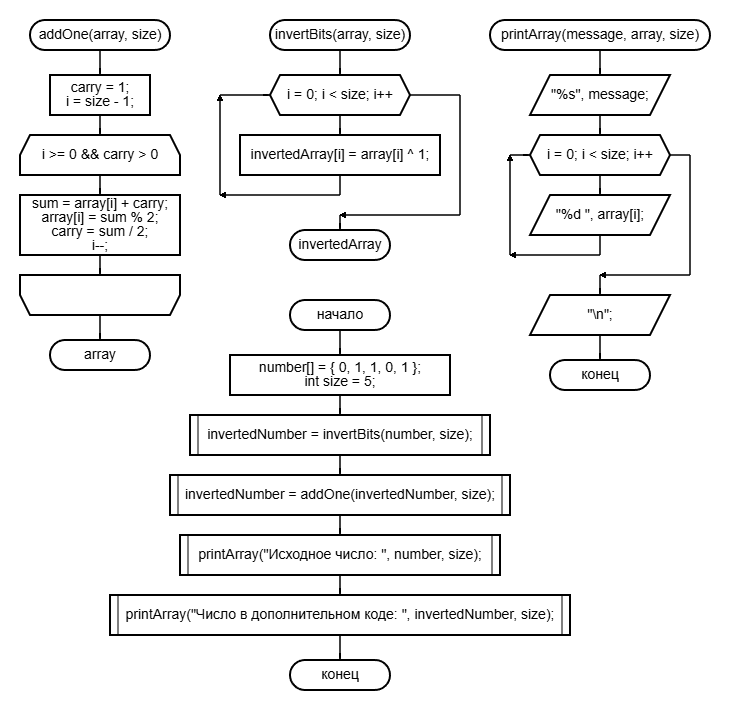 addOne(array, size)
carry = 1;
i = size - 1;
i >= 0 && carry > 0
sum = array[i] + carry;
array[i] = sum % 2;
carry = sum / 2;
i--;
array
invertBits(array, size)
i = 0; i < size; i++
invertedArray[i] = array[i] ^ 1;
invertedArray
printArray(message, array, size)
"%s", message;
i = 0; i < size; i++
"%d ", array[i];
"\n";
конец
начало
number[] = { 0, 1, 1, 0, 1 };
int size = 5;
invertedNumber = invertBits(number, size);
invertedNumber = addOne(invertedNumber, size);
printArray("Исходное число: ", number, size);
printArray("Число в дополнительном коде: ", invertedNumber, size);
конец